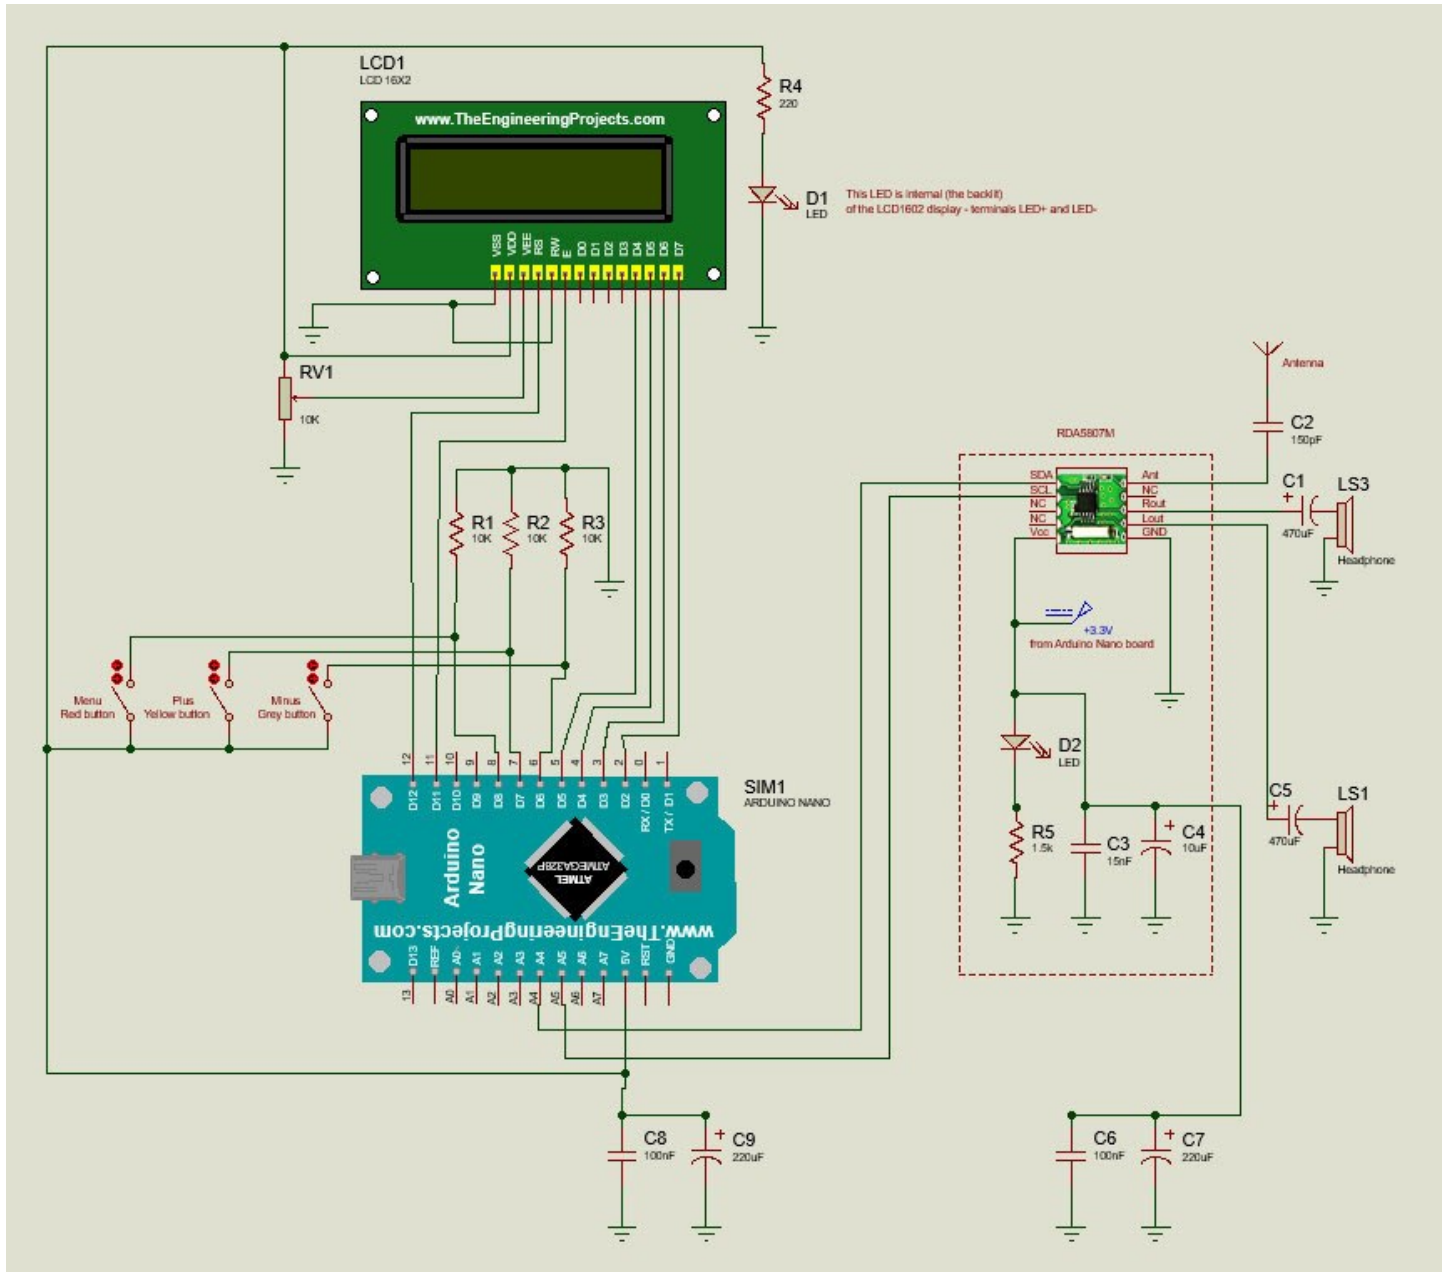 LCD1
LCD 16X2
www.TheEngineeringProjects.com
VSS
VDD
VEE
RS
RW
E
D0
D1
D2
D3
D4
D5
D6
D7
R4
220
D1
LED
This LED is internal (the backlit)
of the LCD1602 display - terminals LED+ and LED-
RV1
10K
R1
10K
R2
10K
R3
10K
Menu
Red button
Plus
Yellow button
Minus
Grey button
Antenna
C2
150pF
RDA5807M
SDA
SCL
NC
NC
Vcc
Ant
NC
Rout
Lout
GND
C1
+
470uF
LS3
Headphone
+3.3V
from Arduino Nano board
D2
LED
R5
1.5k
C3
15nF
+
C4
10uF
C5
+
470uF
LS1
Headphone
12
11
10
9
8
7
6
5
4
3
2
0
1
D12
D11
D10
D9
D8
D7
D6
D5
D4
D3
D2
RX / D0
TX / D1
SIM1
ARDUINO NANO
Arduino
Nano
ATMEL
ATMEGA328P
www.TheEngineeringProjects.com
D13
REF
A0
A1
A2
A3
A4
A5
A6
A7
5V
RST
GND
13
A0
A1
A2
A3
A4
A5
A6
A7
C8
100nF
+
C9
220uF
C6
100nF
+
C7
220uF